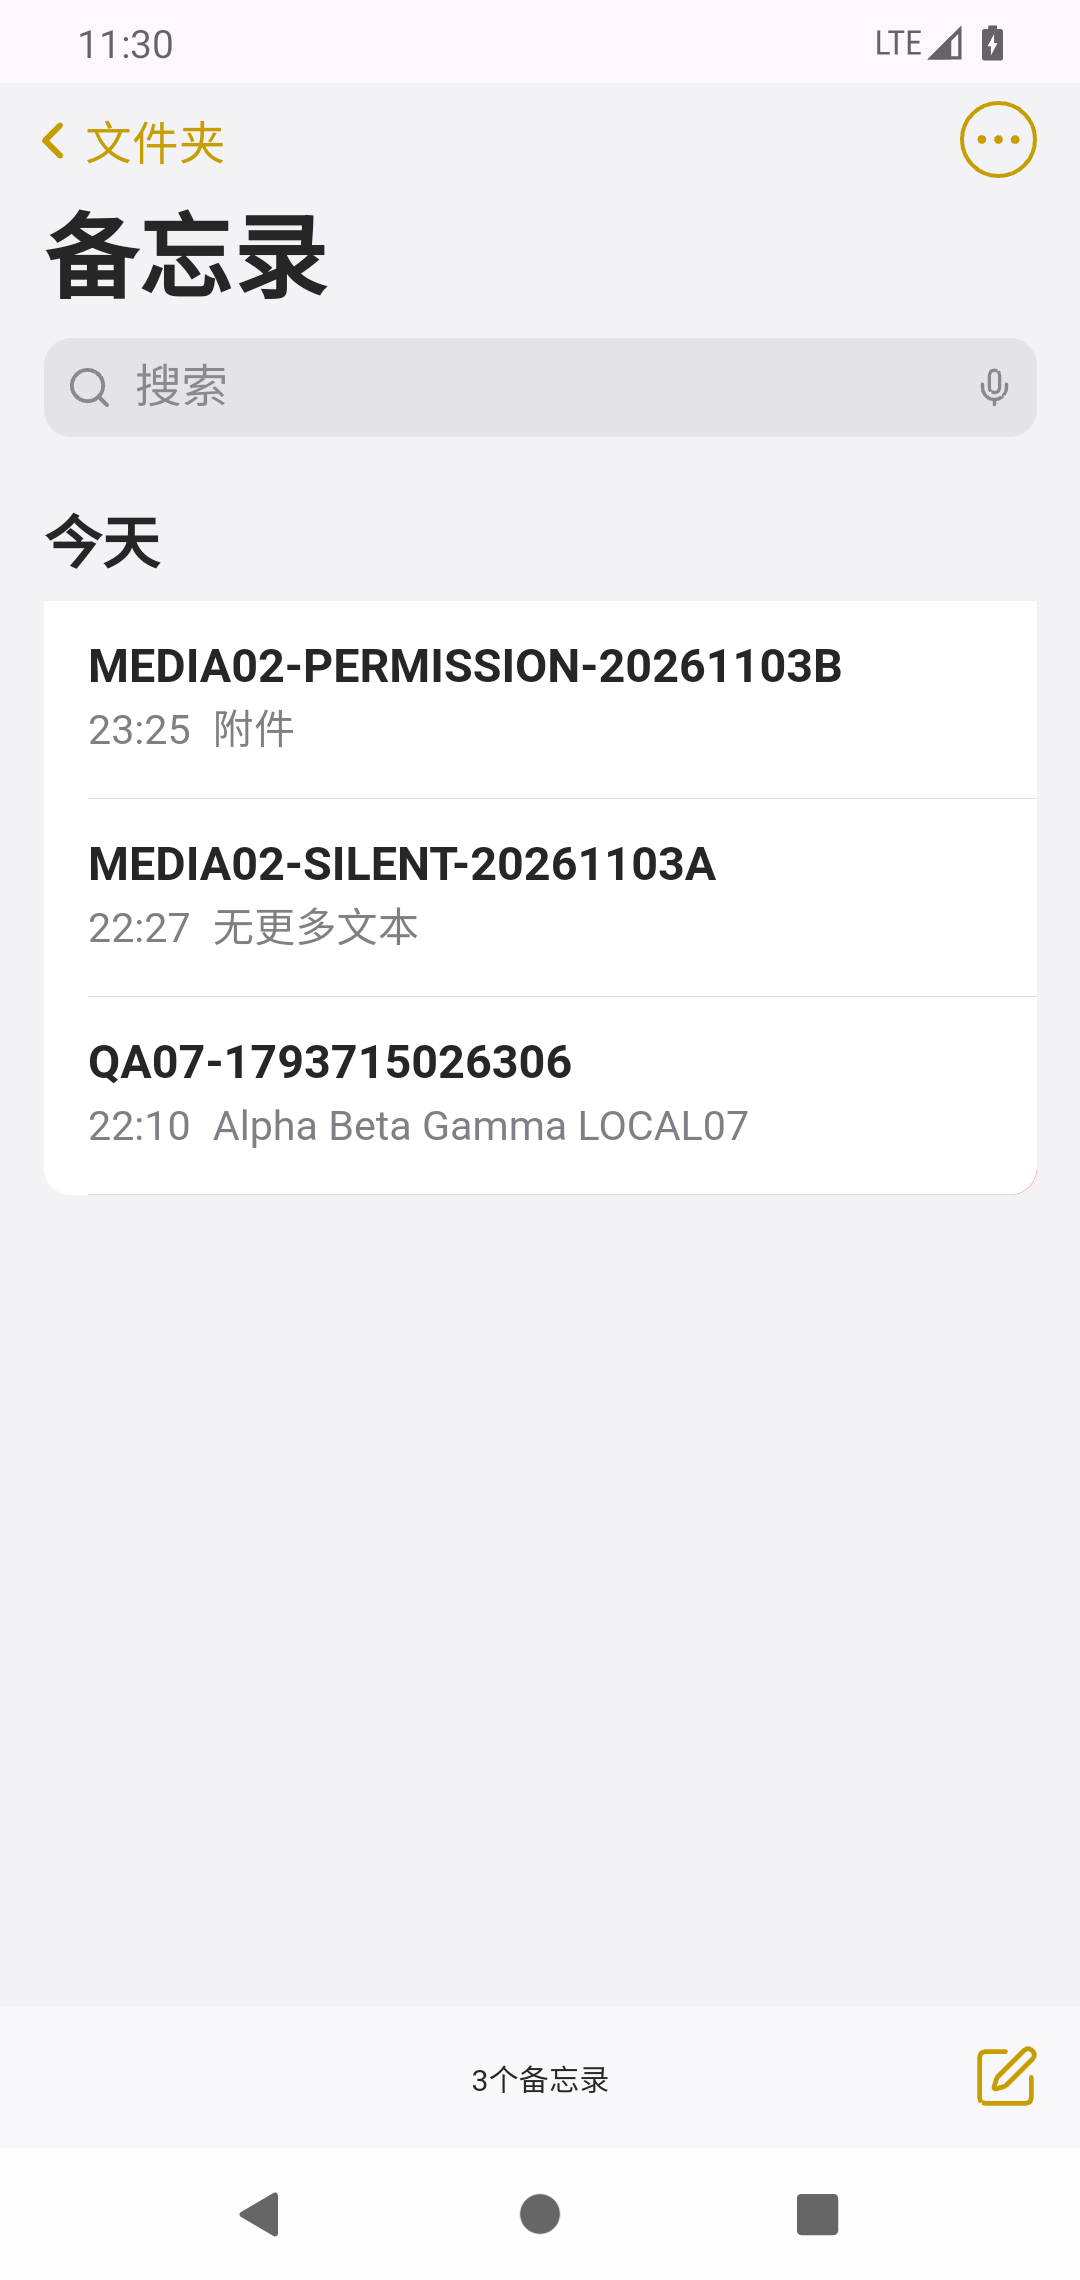 11:30 LTE
文件夹
备忘录
搜索
今天
MEDIA02-PERMISSION-20261103B
23:25 附件
MEDIA02-SILENT-20261103A
22:27 无更多文本
QA07-1793715026306
22:10 Alpha Beta Gamma LOCAL07
3个备忘录